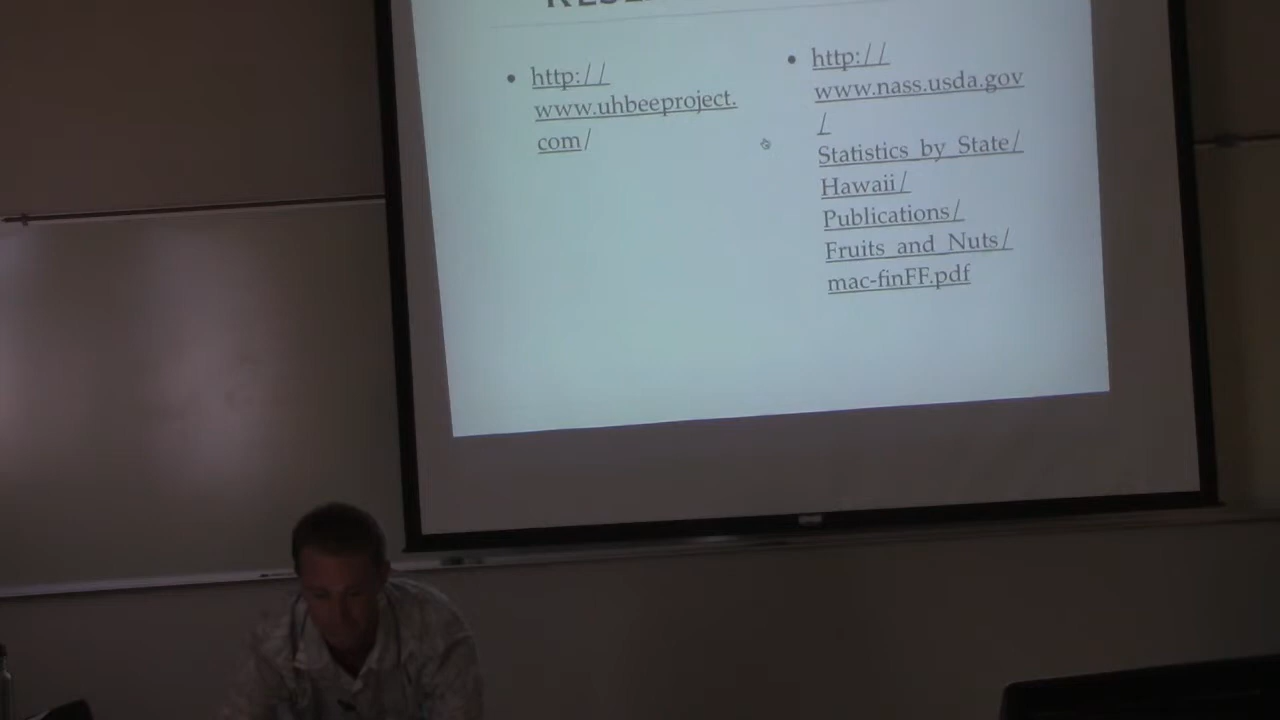 http://
www.uhbeeproject.
com/
http://
www.nass.usda.gov
/
Statistics_by_State/
Hawaii/
Publications/
Fruits_and_Nuts/
mac-finFF.pdf